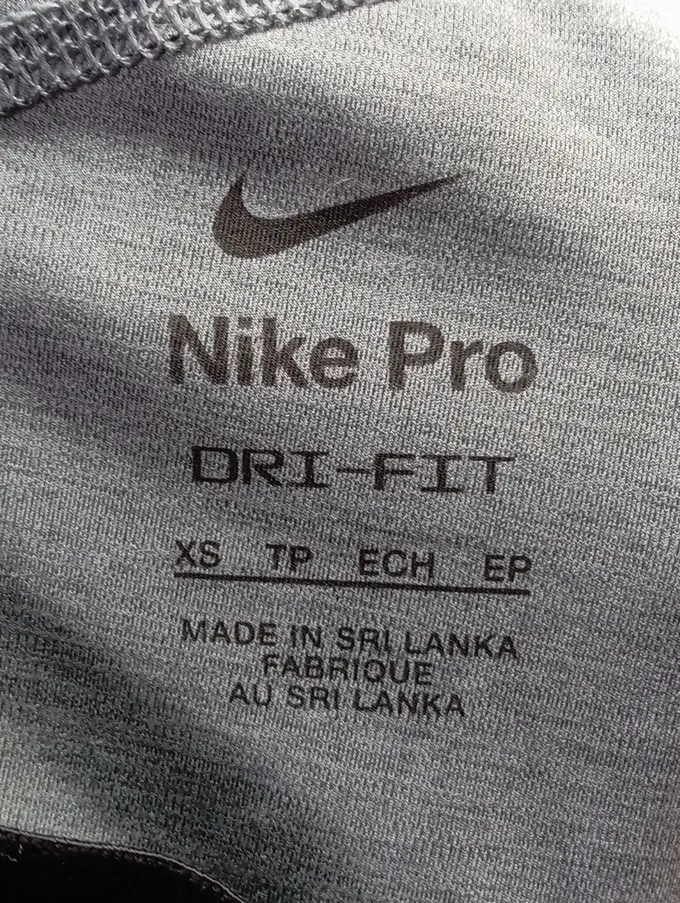 Nike Pro
DRI-FIT
XS TP ECH EP
MADE IN SRI LANKA
FABRIQUE
AU SRI LANKA